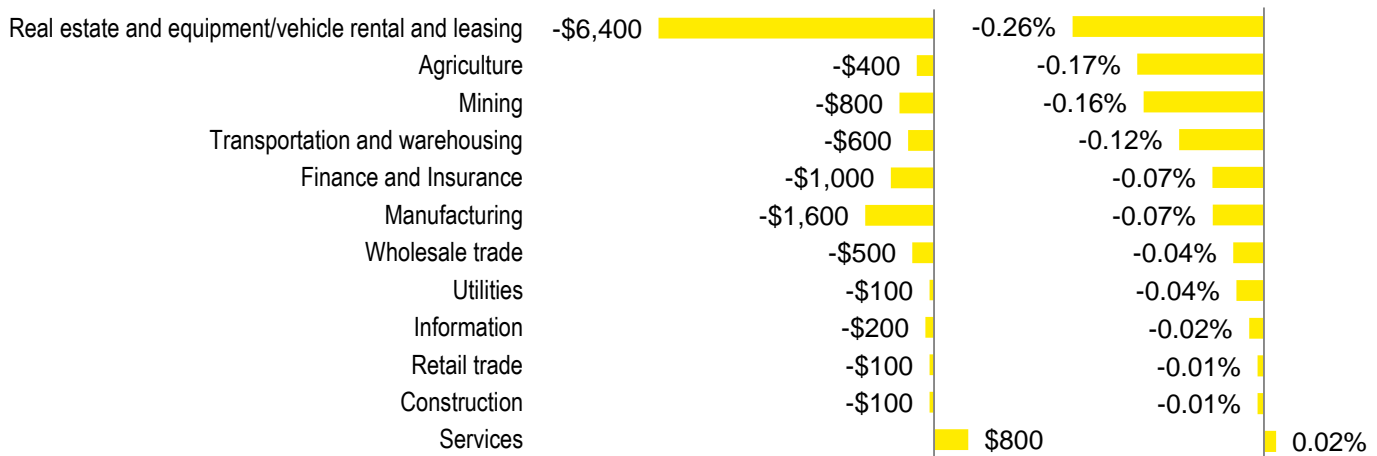 Real estate and equipment/vehicle rental and leasing -$6,400 -0.26%
Agriculture -$400 -0.17%
Mining -$800 -0.16%
Transportation and warehousing -$600 -0.12%
Finance and Insurance -$1,000 -0.07%
Manufacturing -$1,600 -0.07%
Wholesale trade -$500 -0.04%
Utilities -$100 -0.04%
Information -$200 -0.02%
Retail trade -$100 -0.01%
Construction -$100 -0.01%
Services $800 0.02%